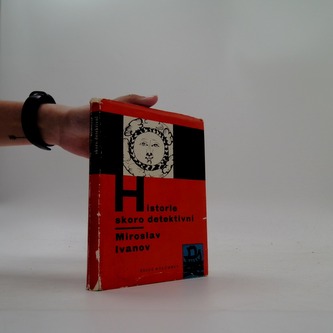 Historie
skoro detektivní
Miroslav
Ivanov